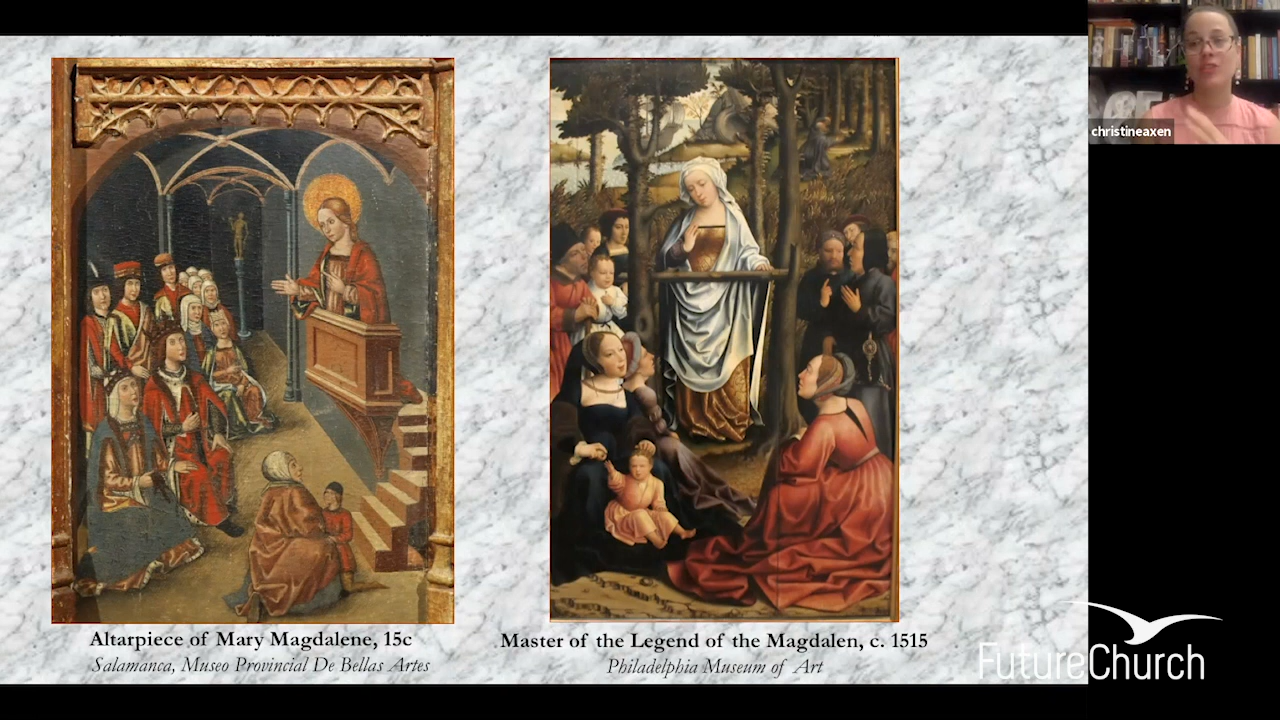 christineaxen
Altarpiece of Mary Magdalene, 15c
Salamanca, Museo Provincial De Bellas Artes
Master of the Legend of the Magdalen, c. 1515
Philadelphia Museum of Art
FutureChurch